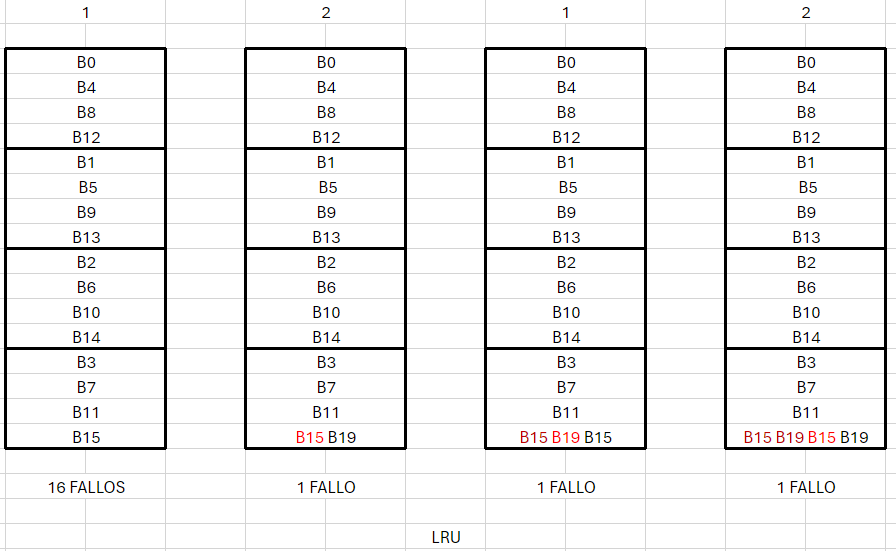 1 2 1 2
B0 B0 B0 B0
B4 B4 B4 B4
B8 B8 B8 B8
B12 B12 B12 B12
B1 B1 B1 B1
B5 B5 B5 B5
B9 B9 B9 B9
B13 B13 B13 B13
B2 B2 B2 B2
B6 B6 B6 B6
B10 B10 B10 B10
B14 B14 B14 B14
B3 B3 B3 B3
B7 B7 B7 B7
B11 B11 B11 B11
B15 B15 B19 B15 B19 B15 B15 B19 B15 B19
16 FALLOS 1 FALLO 1 FALLO 1 FALLO
LRU